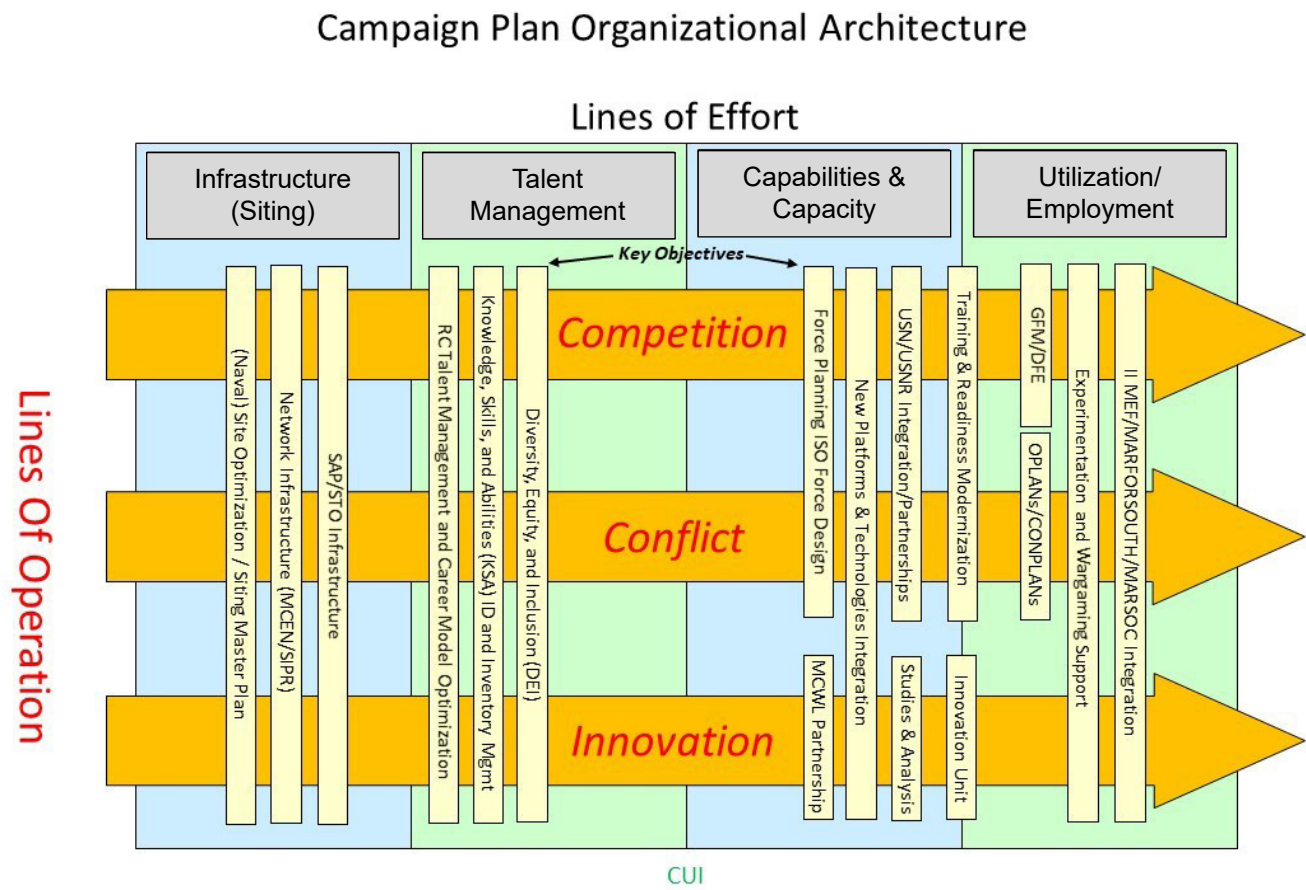 Campaign Plan Organizational Architecture
Lines of Effort
Infrastructure
(Siting)
Talent
Management
Capabilities &
Capacity
Utilization/
Employment
Key Objectives
Lines Of Operation
Competition
Conflict
Innovation
(Naval) Site Optimization / Siting Master Plan
Network Infrastructure (MCEN/SIPR)
SAP/STO Infrastructure
RCTalent Management and Career Model Optimization
Knowledge, Skills, and Abilities (KSA) ID and Inventory Mgmt
Diversity, Equity, and Inclusion (DEI)
Force Planning ISO Force Design
MCWL Partnership
New Platforms & Technologies Integration
USN/USNR Integration/Partnerships
Studies & Analysis
Training & Readiness Modernization
Innovation Unit
GFM/DFE
OPLANs/CONPLANs
Experimentation and Wargaming Support
II MEF/MARFORSOUTH/MARSOC Integration
CUI